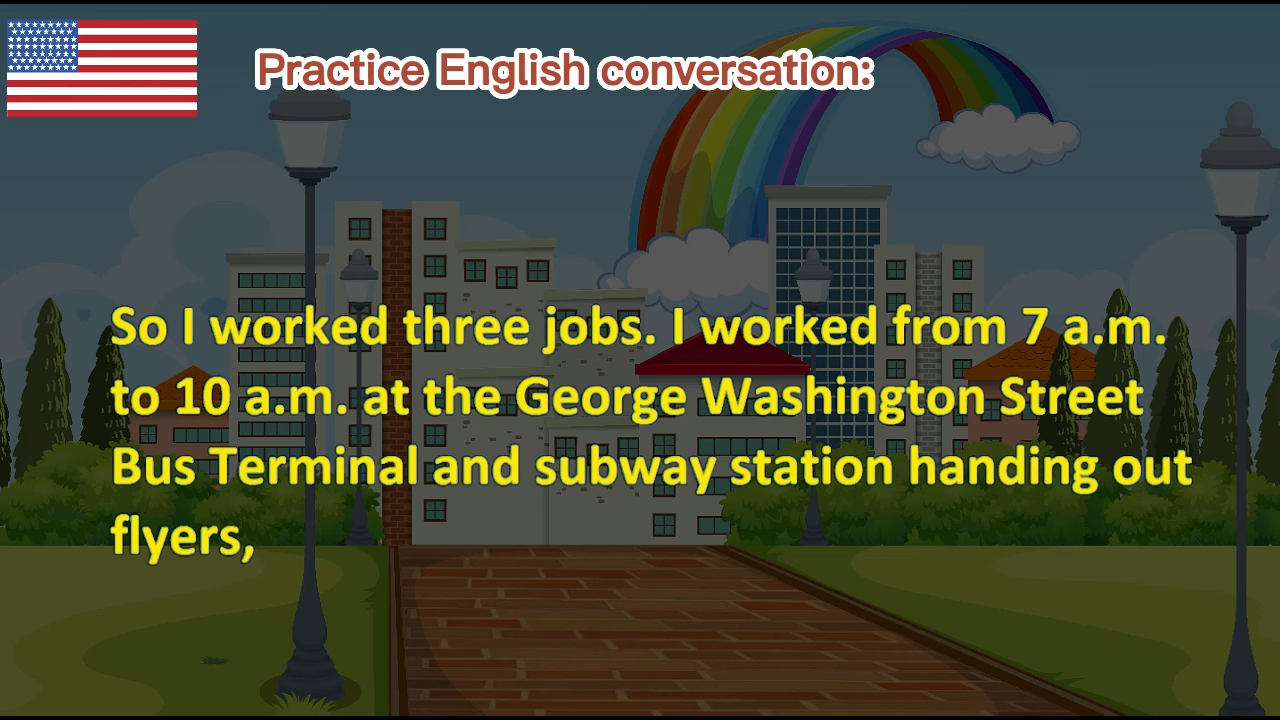 Practice English conversation:
So I worked three jobs. I worked from 7 a.m.
to 10 a.m. at the George Washington Street
Bus Terminal and subway station handing out
flyers,